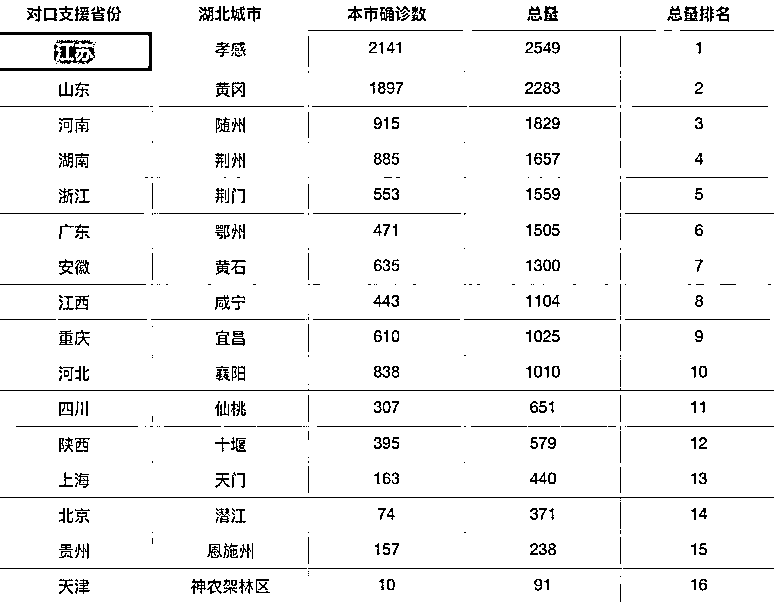 对口支援省份 湖北城市 本市确诊数 总量 总量排名
江苏 孝感 2141 2549 1
山东 黄冈 1897 2283 2
河南 随州 915 1829 3
湖南 荆州 885 1657 4
浙江 荆门 553 1559 5
广东 鄂州 471 1505 6
安徽 黄石 635 1300 7
江西 咸宁 443 1104 8
重庆 宜昌 610 1025 9
河北 襄阳 838 1010 10
四川 仙桃 307 651 11
陕西 十堰 395 579 12
上海 天门 163 440 13
北京 潜江 74 371 14
贵州 恩施州 157 238 15
天津 神农架林区 10 91 16